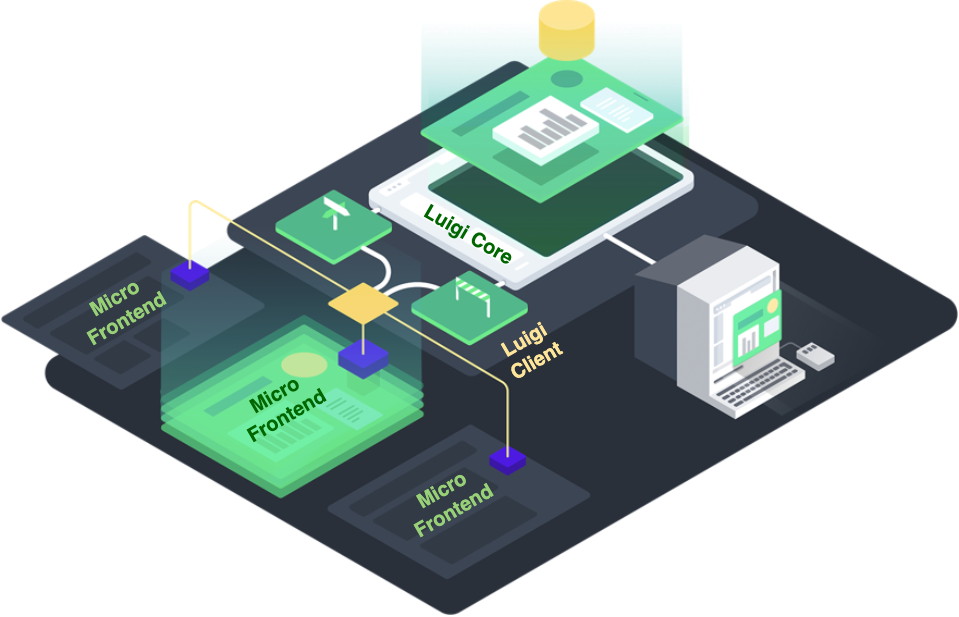 Luigi Core
Micro
Frontend
Luigi
Client
Micro
Frontend
Micro
Frontend